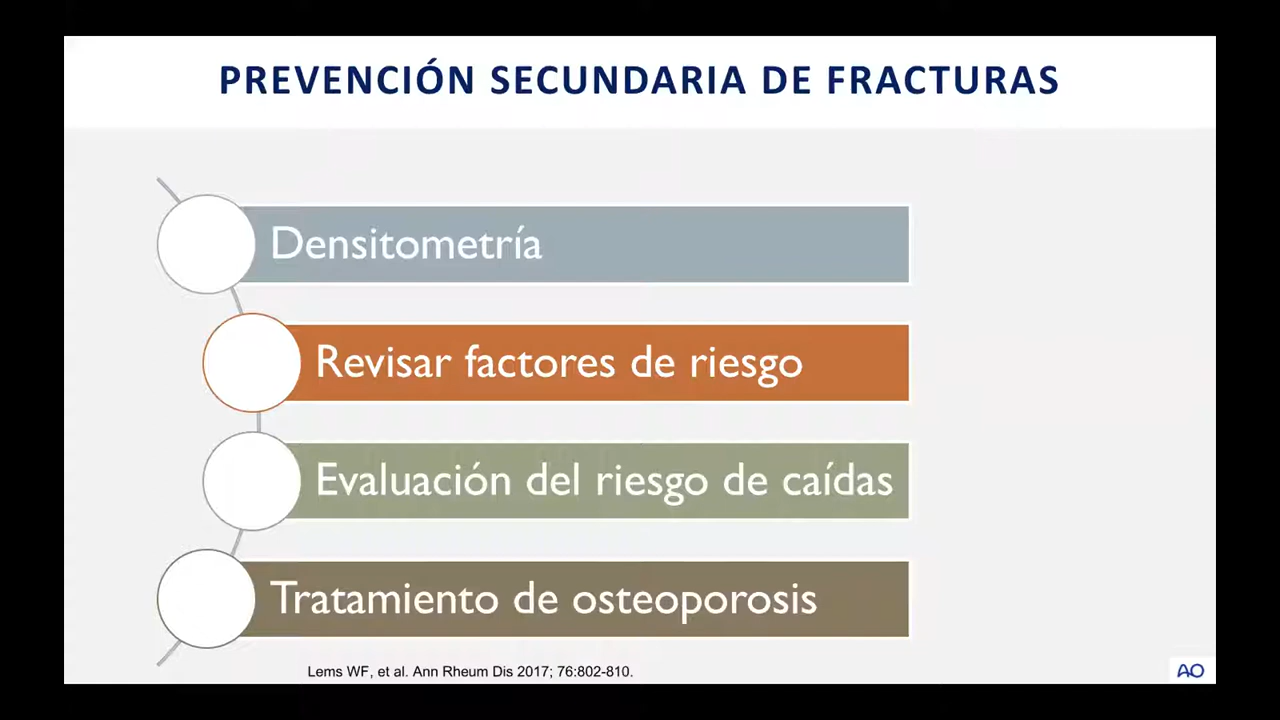 PREVENCIÓN SECUNDARIA DE FRACTURAS
Densitometría
Revisar factores de riesgo
Evaluación del riesgo de caídas
Tratamiento de osteoporosis
Lems WF, et al. Ann Rheum Dis 2017; 76:802-810.
AO